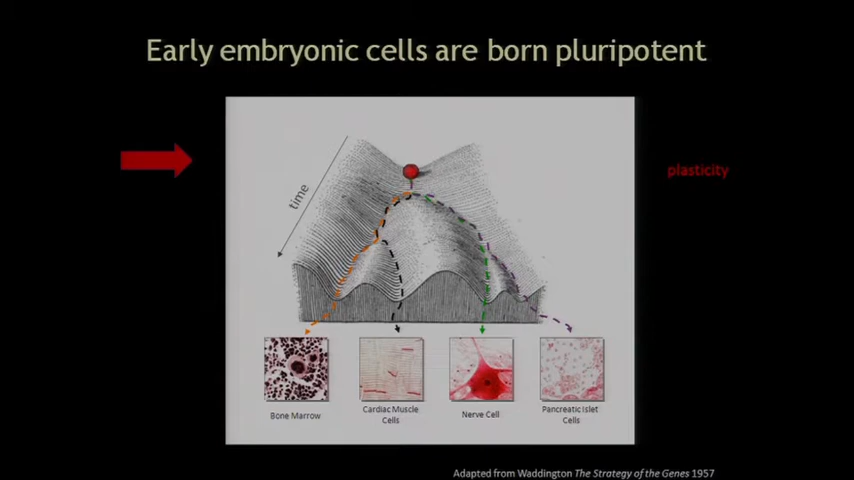 Early embryonic cells are born pluripotent
plasticity
time
Bone Marrow
Cardiac Muscle
Cells
Nerve Cell
Pancreatic Islet
Cells
Adapted from Waddington The Strategy of the Genes 1957